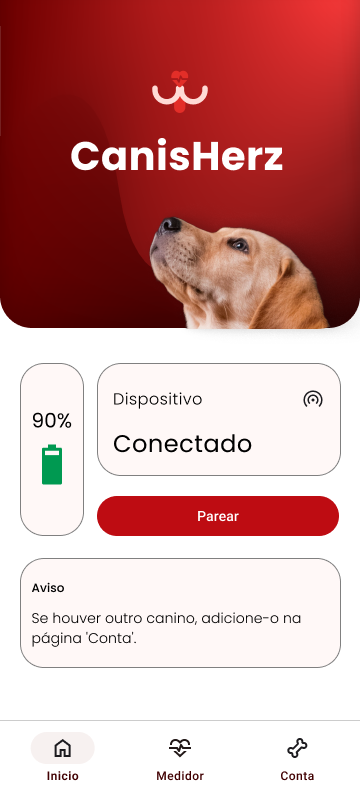 CanisHerz
90%
Dispositivo
Conectado
Parear
Aviso
Se houver outro canino, adicione-o na
página 'Conta'.
Inicio
Medidor
Conta